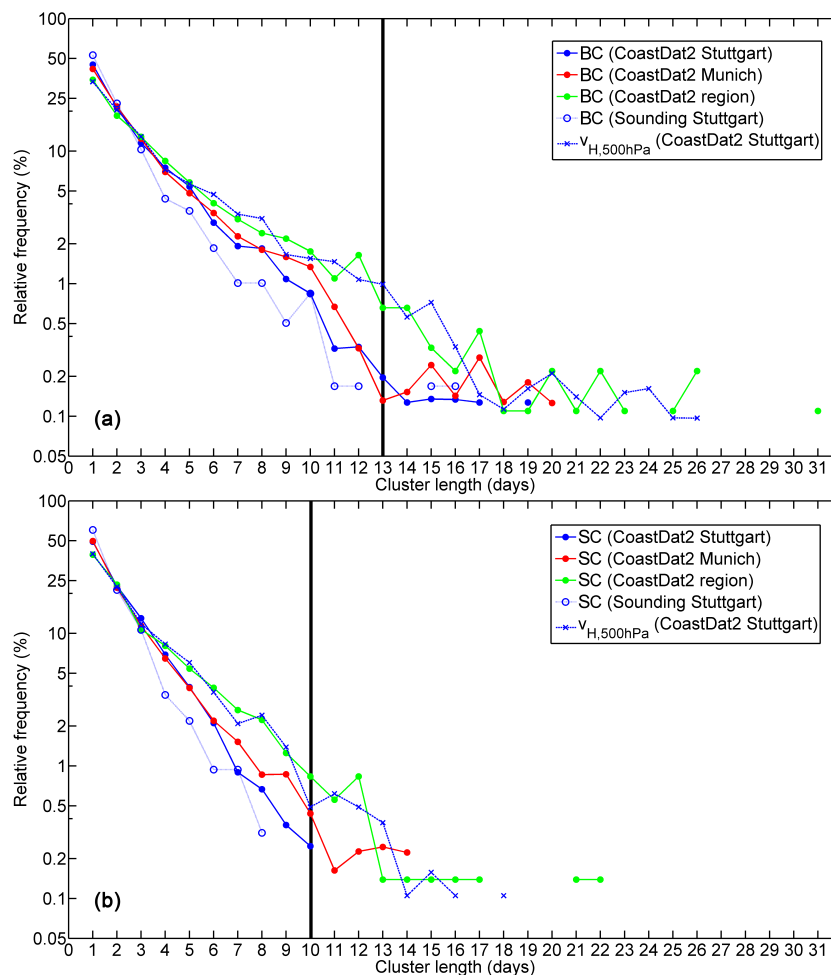 100
50
25
10
5
2
1
0.5
0.2
0.1
0.05
Relative frequency (%)
BC (CoastDat2 Stuttgart)
BC (CoastDat2 Munich)
BC (CoastDat2 region)
BC (Sounding Stuttgart)
vH,500hPa (CoastDat2 Stuttgart)
(a)
0 1 2 3 4 5 6 7 8 9 10 11 12 13 14 15 16 17 18 19 20 21 22 23 24 25 26 27 28 29 30 31
Cluster length (days)
100
50
25
10
5
2
1
0.5
0.2
0.1
0.05
Relative frequency (%)
SC (CoastDat2 Stuttgart)
SC (CoastDat2 Munich)
SC (CoastDat2 region)
SC (Sounding Stuttgart)
vH,500hPa (CoastDat2 Stuttgart)
(b)
0 1 2 3 4 5 6 7 8 9 10 11 12 13 14 15 16 17 18 19 20 21 22 23 24 25 26 27 28 29 30 31
Cluster length (days)